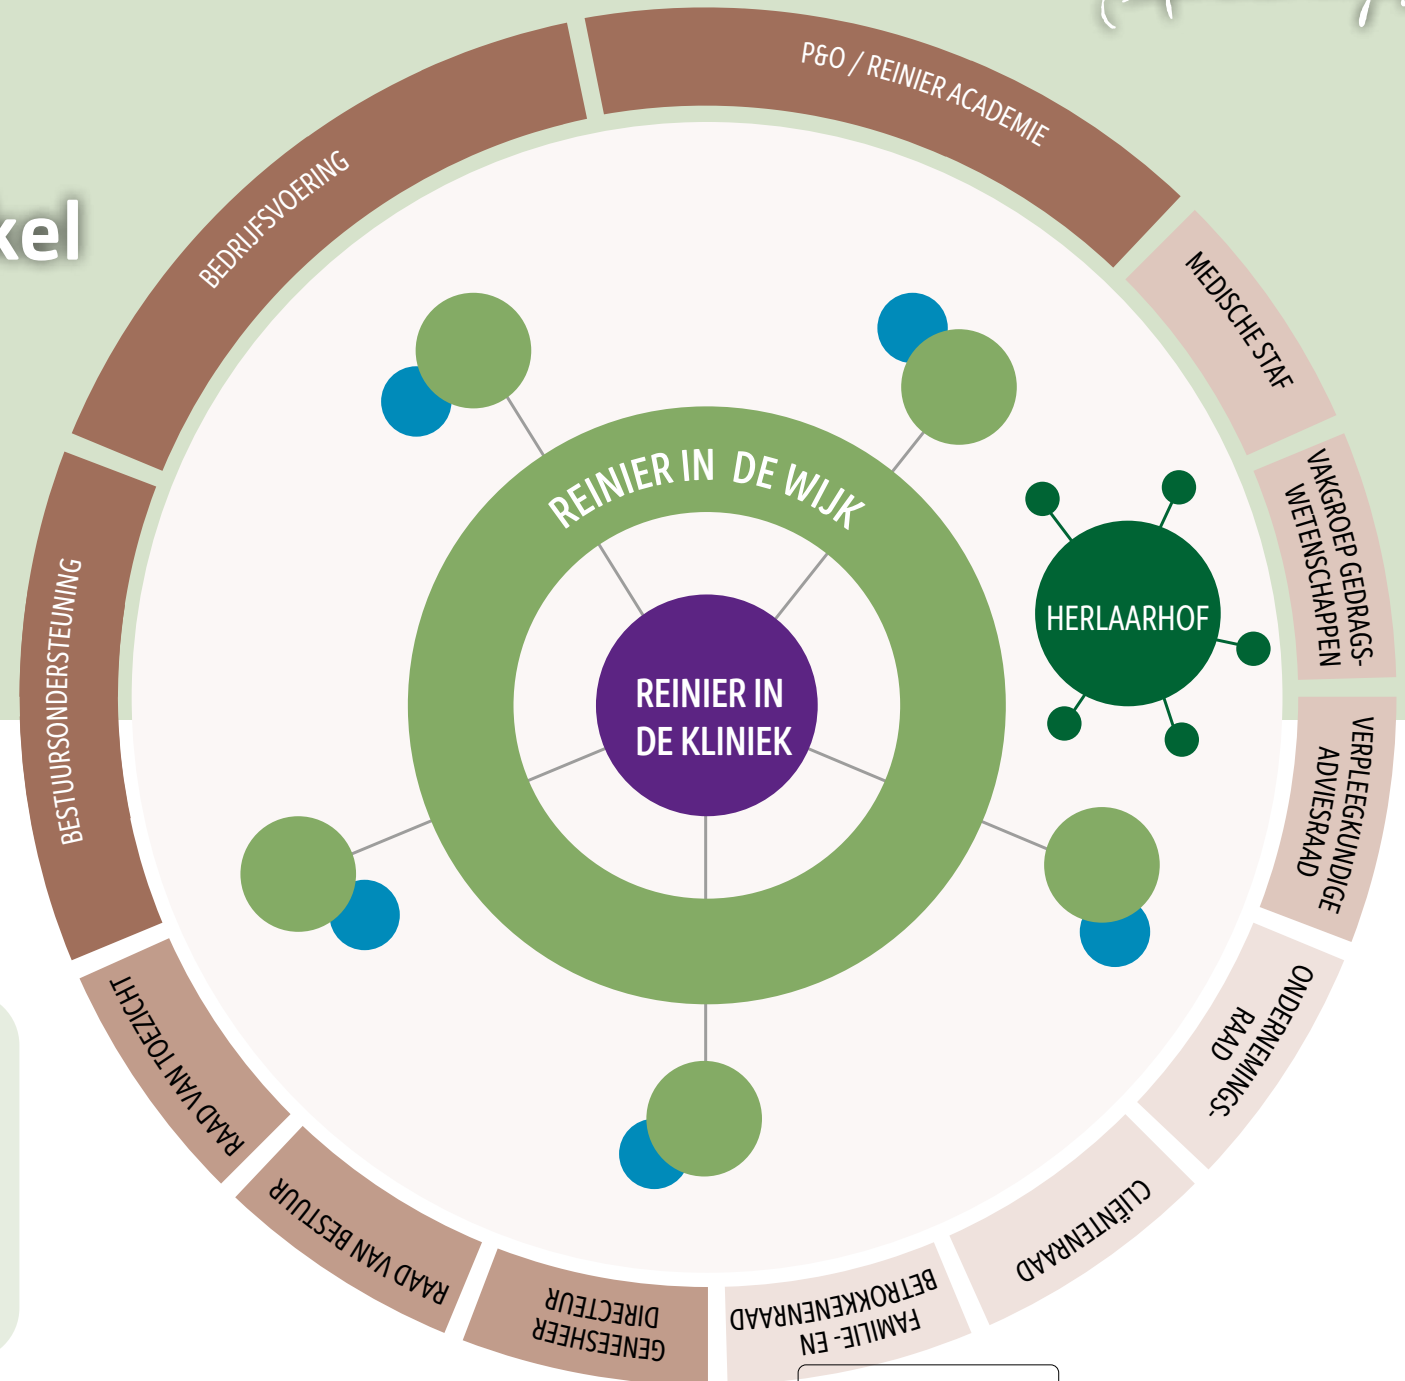 P&O / REINIER ACADEMIE
BEDRIJFSVOERING
MEDISCHE STAF
kel
VAKGROEP GEDRAGS-
WETENSCHAPPEN
REINIER IN DE WIJK
HERLAARHOF
REINIER IN
DE KLINIEK
BESTUURSONDERSTEUNING
VERPLEEGKUNDIGE
ADVIESRAAD
ONDERNEMINGS-
RAAD
RAAD VAN TOEZICHT
CLIËNTENRAAD
RAAD VAN BESTUUR
FAMILIE- EN
BETROKKENENRAAD
GENEESHEER
DIRECTEUR